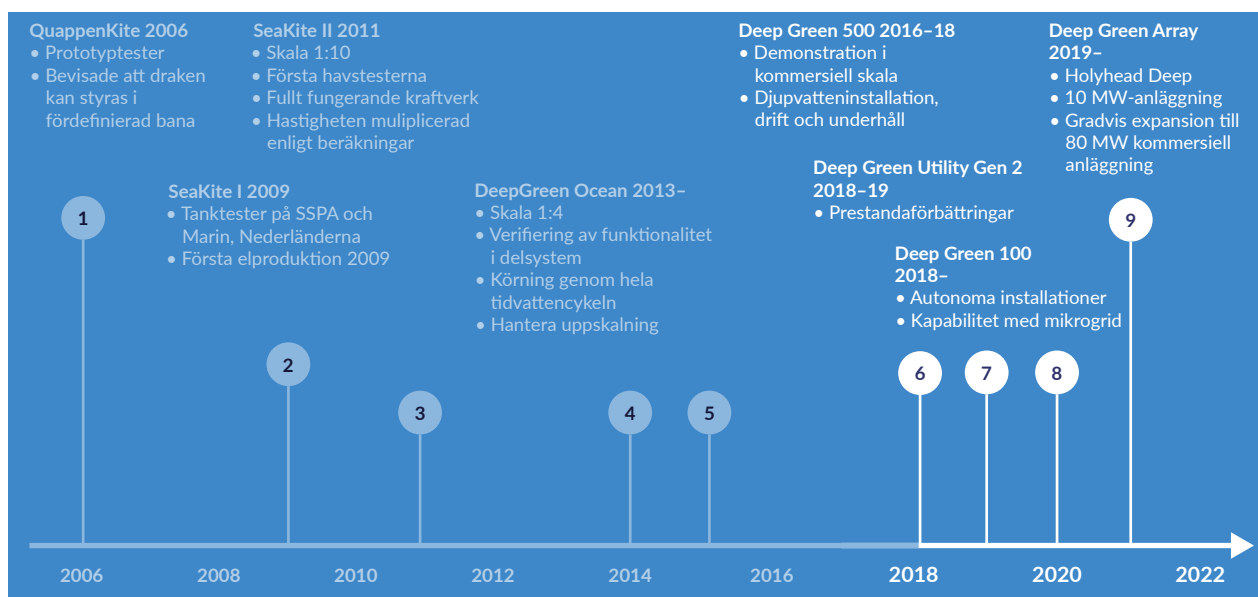 QuappenKite 2006
• Prototyptester
• Bevisade att draken
kan styras i
fördefinierad bana
SeaKite II 2011
• Skala 1:10
• Första havstesterna
• Fullt fungerande kraftverk
• Hastigheten muliplicerad
enligt beräkningar
Deep Green 500 2016–18
• Demonstration i
kommersiell skala
• Djupvatteninstallation,
drift och underhåll
Deep Green Array
2019–
• Holyhead Deep
• 10 MW-anläggning
• Gradvis expansion till
80 MW kommersiell
anläggning
SeaKite I 2009
• Tanktester på SSPA och
Marin, Nederländerna
• Första elproduktion 2009
DeepGreen Ocean 2013–
• Skala 1:4
• Verifiering av funktionalitet
i delsystem
• Körning genom hela
tidvattencykeln
• Hantera uppskalning
Deep Green Utility Gen 2
2018–19
• Prestandaförbättringar
Deep Green 100
2018–
• Autonoma installationer
• Kapabilitet med mikrogrid
1
2
3
4
5
6
7
8
9
2006
2008
2010
2012
2014
2016
2018
2020
2022